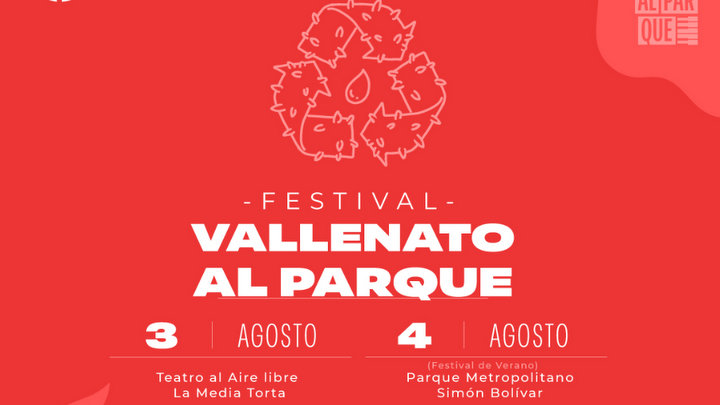 AL PAR
QUE
-FESTIVAL-
VALLENATO
AL PARQUE
3 | AGOSTO
Teatro al Aire libre
La Media Torta
4 | AGOSTO
(Festival de Verano)
Parque Metropolitano
Simón Bolívar